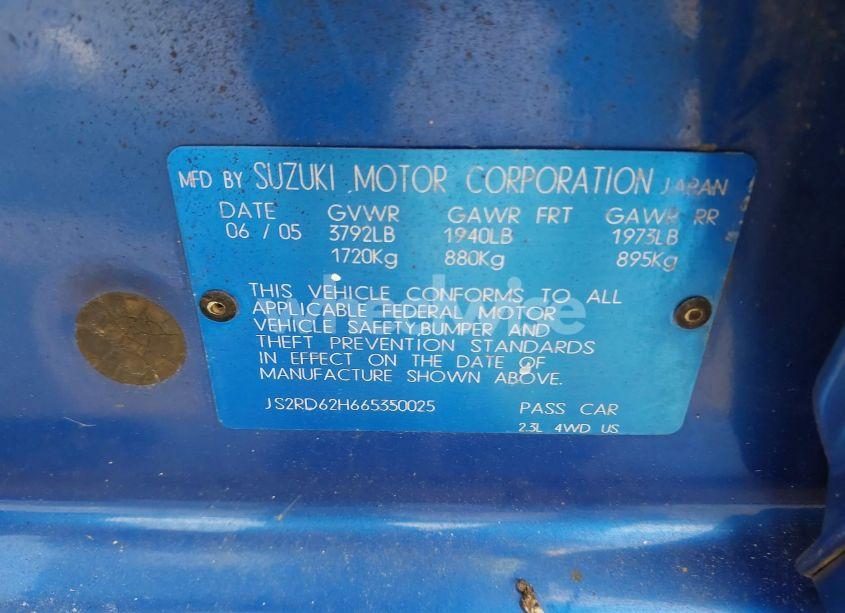 MFD BY SUZUKI MOTOR CORPORATION JAPAN
DATE GVWR GAWR FRT GAWR RR
06 / 05 3792LB 1940LB 1973LB
1720Kg 880Kg 895Kg
THIS VEHICLE CONFORMS TO ALL
APPLICABLE FEDERAL MOTOR
VEHICLE SAFETY,BUMPER AND
THEFT PREVENTION STANDARDS
IN EFFECT ON THE DATE OF
MANUFACTURE SHOWN ABOVE.
JS2RD62H665350025 PASS CAR
2.3L 4WD US